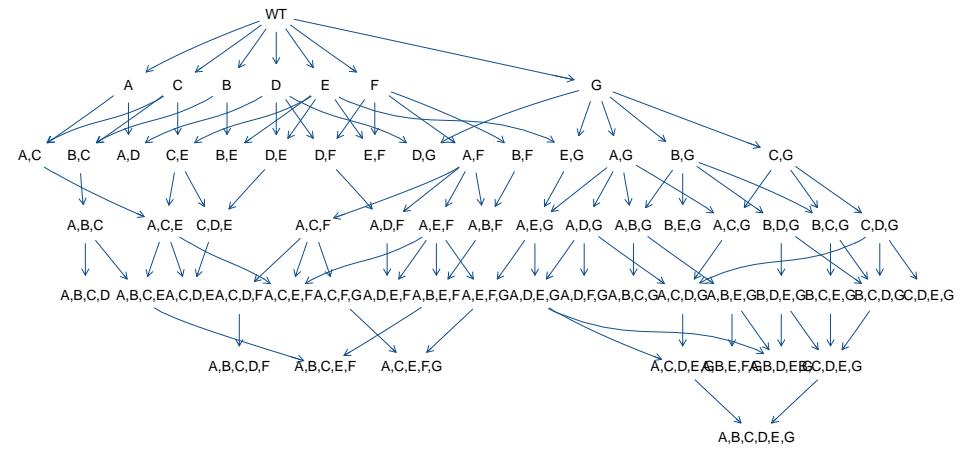 WT
A C B D E F G
A,C B,C A,D C,E B,E D,E D,F E,F D,G A,F B,F E,G A,G B,G C,G
A,B,C A,C,E C,D,E A,C,F A,D,F A,E,F A,B,F A,E,G A,D,G A,B,G B,E,G A,C,G B,D,G B,C,G C,D,G
A,B,C,D A,B,C,E A,C,D,E A,C,D,F A,C,E,F A,C,F,G A,D,E,F A,B,E,F A,E,F,G A,D,E,G A,D,F,G A,B,C,G A,C,D,G A,B,E,G B,D,E,G B,C,E,G B,C,D,G C,D,E,G
A,B,C,D,F A,B,C,E,F A,C,E,F,G A,C,D,E,G A,B,E,F,G A,B,D,E,G B,C,D,E,G
A,B,C,D,E,G